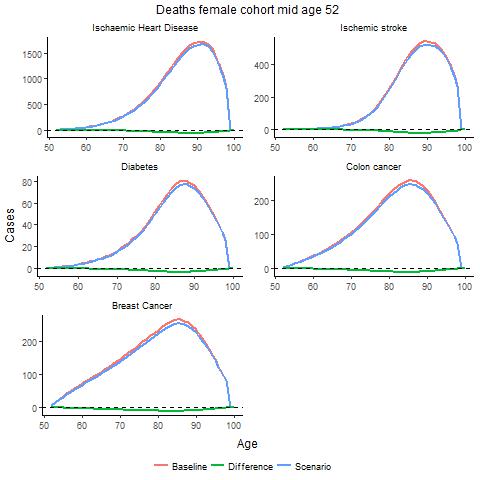 Deaths female cohort mid age 52
Ischaemic Heart Disease
Ischemic stroke
1500
1000
500
0
50 60 70 80 90 100
400
200
0
50 60 70 80 90 100
Diabetes
Colon cancer
80
60
40
20
0
50 60 70 80 90 100
200
100
0
50 60 70 80 90 100
Breast Cancer
200
100
0
50 60 70 80 90 100
Cases
Age
Baseline Difference Scenario